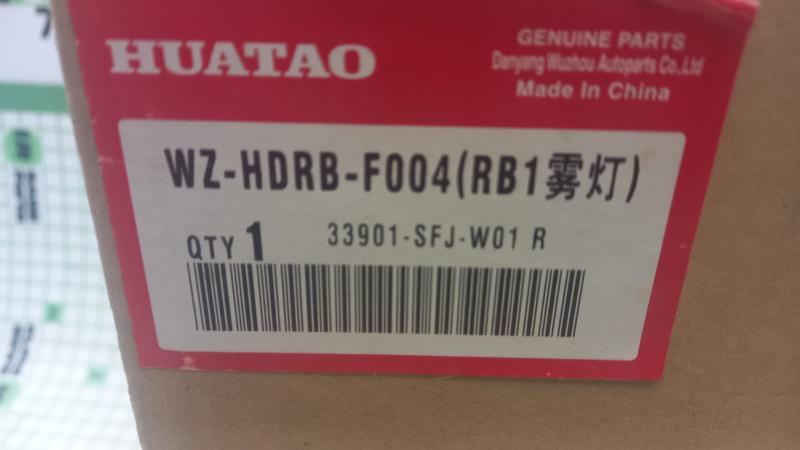 HUATAO
GENUINE PARTS
Danyang Wuzhou Autoparts Co.,Ltd
Made In China
WZ-HDRB-F004(RB1雾灯)
QTY 1
33901-SFJ-W01 R
7